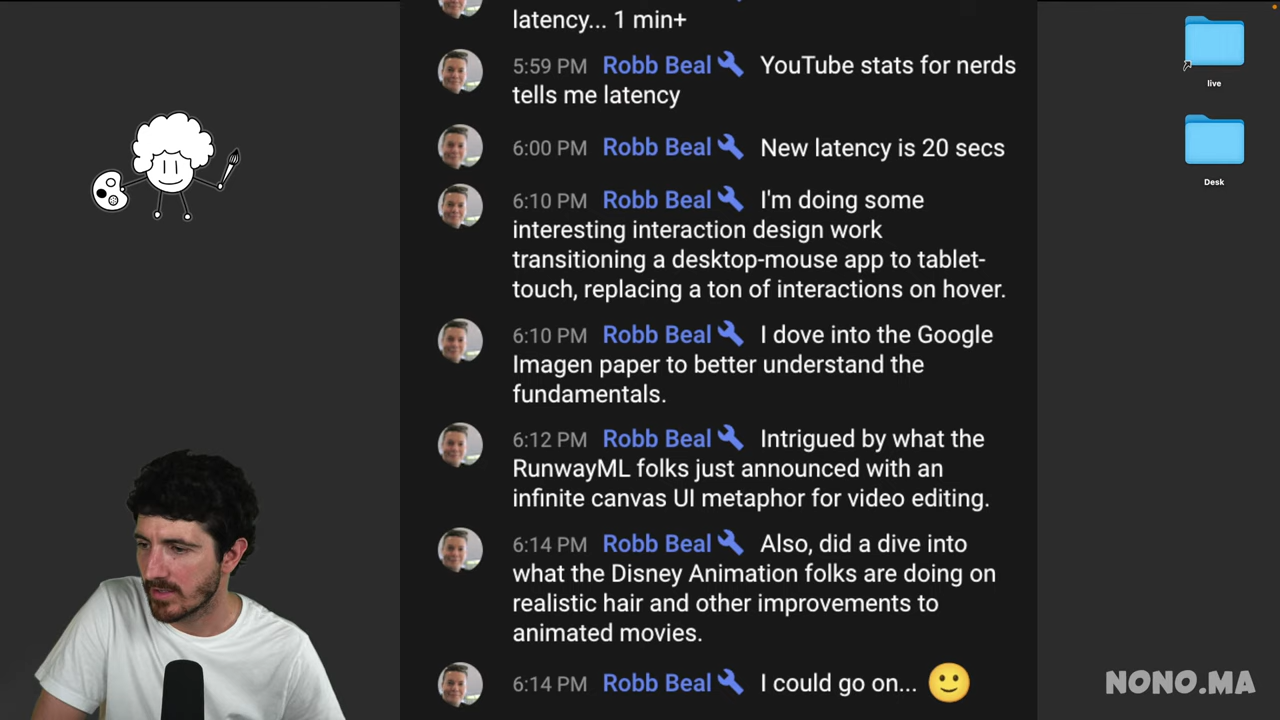 latency... 1 min+
5:59 PM Robb Beal YouTube stats for nerds
tells me latency
6:00 PM Robb Beal New latency is 20 secs
6:10 PM Robb Beal I'm doing some
interesting interaction design work
transitioning a desktop-mouse app to tablet-
touch, replacing a ton of interactions on hover.
6:10 PM Robb Beal I dove into the Google
Imagen paper to better understand the
fundamentals.
6:12 PM Robb Beal Intrigued by what the
RunwayML folks just announced with an
infinite canvas UI metaphor for video editing.
6:14 PM Robb Beal Also, did a dive into
what the Disney Animation folks are doing on
realistic hair and other improvements to
animated movies.
6:14 PM Robb Beal I could go on... 🙂
live
Desk
NONO.MA